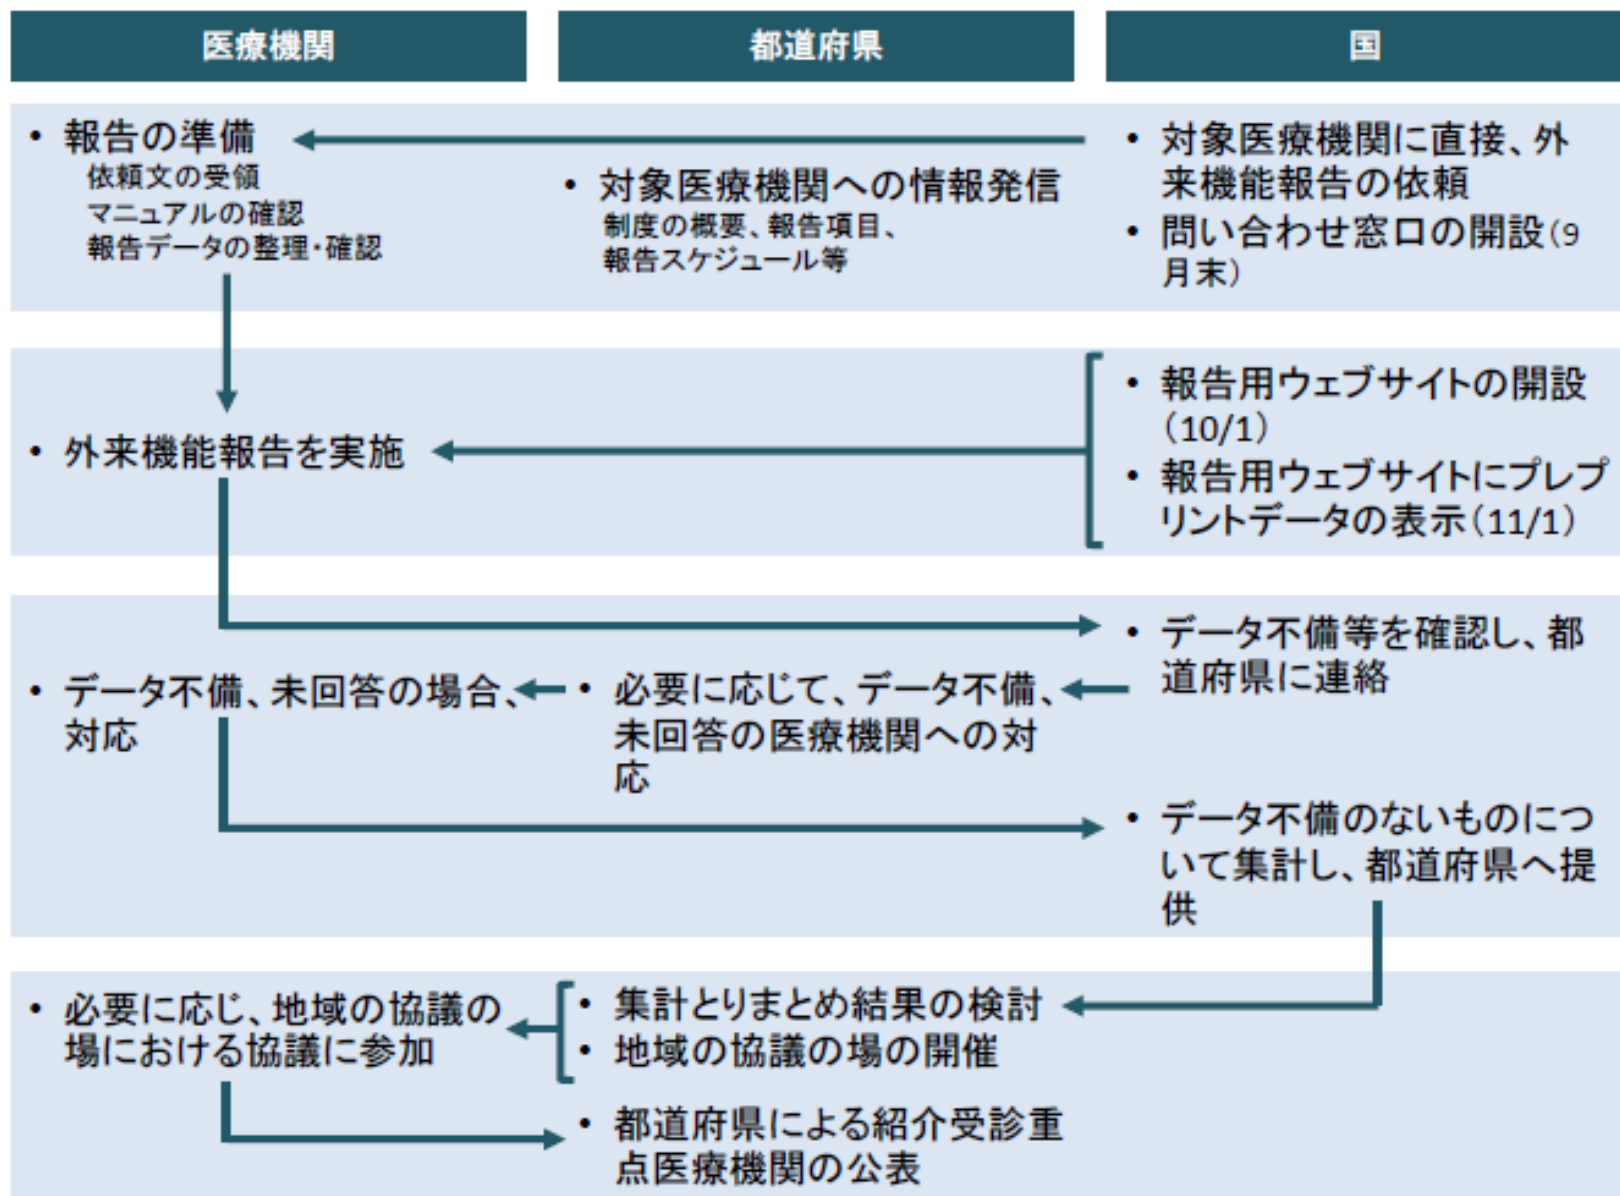 医療機関
都道府県
国
• 報告の準備
依頼文の受領
マニュアルの確認
報告データの整理・確認
• 対象医療機関への情報発信
制度の概要、報告項目、
報告スケジュール等
• 対象医療機関に直接、外
来機能報告の依頼
• 問い合わせ窓口の開設(9
月末)
• 外来機能報告を実施
• 報告用ウェブサイトの開設
(10/1)
• 報告用ウェブサイトにプレプ
リントデータの表示(11/1)
• データ不備、未回答の場合、
対応
• 必要に応じて、データ不備、
未回答の医療機関への対
応
• データ不備等を確認し、都
道府県に連絡
• データ不備のないものにつ
いて集計し、都道府県へ提
供
• 必要に応じ、地域の協議の
場における協議に参加
• 集計とりまとめ結果の検討
• 地域の協議の場の開催
• 都道府県による紹介受診重
点医療機関の公表